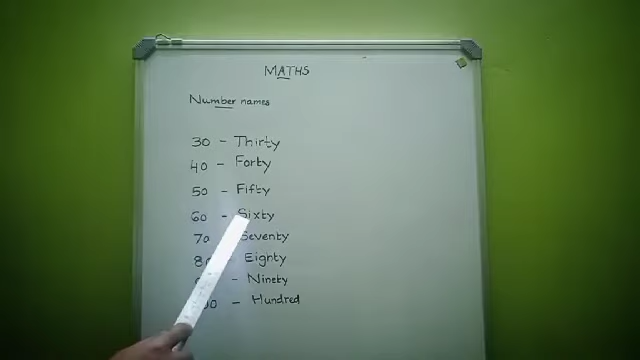 MATHS
Number names
30 - Thirty
40 - Forty
50 - Fifty
60 - Sixty
70 Seventy
- Eighty
- Ninety
- Hundred